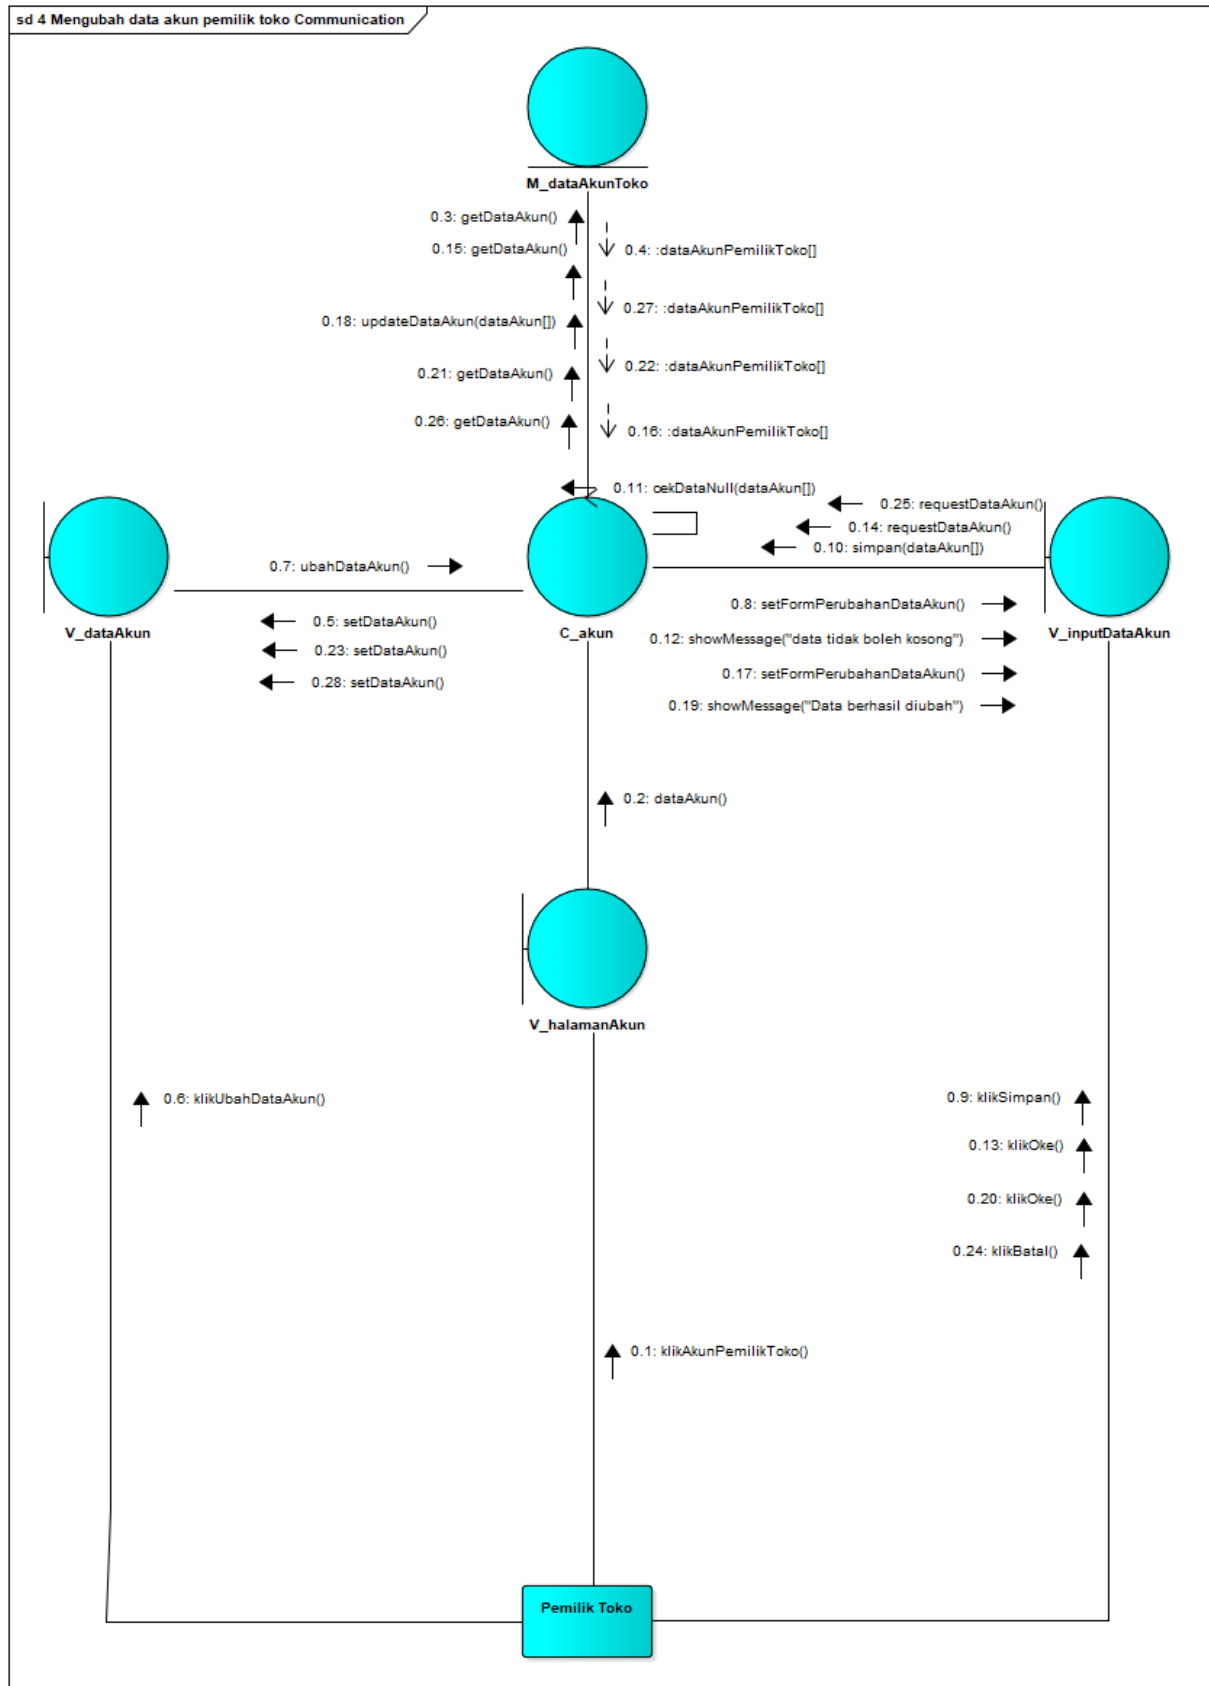 sd 4 Mengubah data akun pemilik toko Communication
M_dataAkunToko
0.3: getDataAkun()
0.15: getDataAkun()
0.4: :dataAkunPemilikToko[]
0.27: :dataAkunPemilikToko[]
0.18: updateDataAkun(dataAkun[])
0.22: :dataAkunPemilikToko[]
0.21: getDataAkun()
0.26: getDataAkun()
0.16: :dataAkunPemilikToko[]
0.11: cekDataNull(dataAkun[])
0.25: requestDataAkun()
0.14: requestDataAkun()
0.10: simpan(dataAkun[])
0.7: ubahDataAkun()
0.8: setFormPerubahanDataAkun()
0.5: setDataAkun()
V_dataAkun
C_akun
V_inputDataAkun
0.12: showMessage("data tidak boleh kosong")
0.23: setDataAkun()
0.17: setFormPerubahanDataAkun()
0.28: setDataAkun()
0.19: showMessage("Data berhasil diubah")
0.2: dataAkun()
V_halamanAkun
0.6: klikUbahDataAkun()
0.9: klikSimpan()
0.13: klikOke()
0.20: klikOke()
0.24: klikBatal()
0.1: klikAkunPemilikToko()
Pemilik Toko